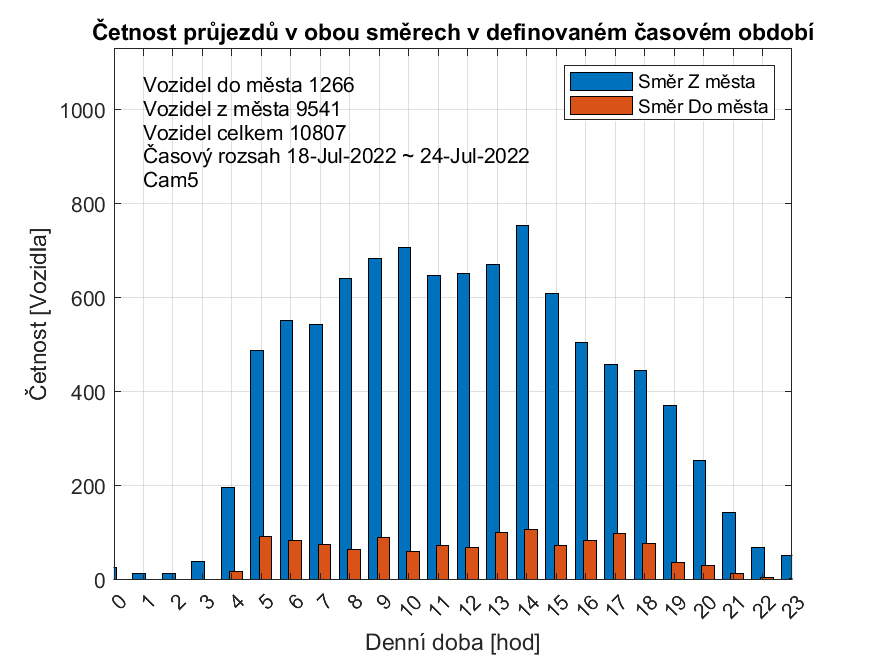 Četnost průjezdů v obou směrech v definovaném časovém období
Vozidel do města 1266
Vozidel z města 9541
Vozidel celkem 10807
Časový rozsah 18-Jul-2022 ~ 24-Jul-2022
Cam5
Směr Z města
Směr Do města
Četnost [Vozidla]
1000
800
600
400
200
0
0 1 2 3 4 5 6 7 8 9 10 11 12 13 14 15 16 17 18 19 20 21 22 23
Denní doba [hod]